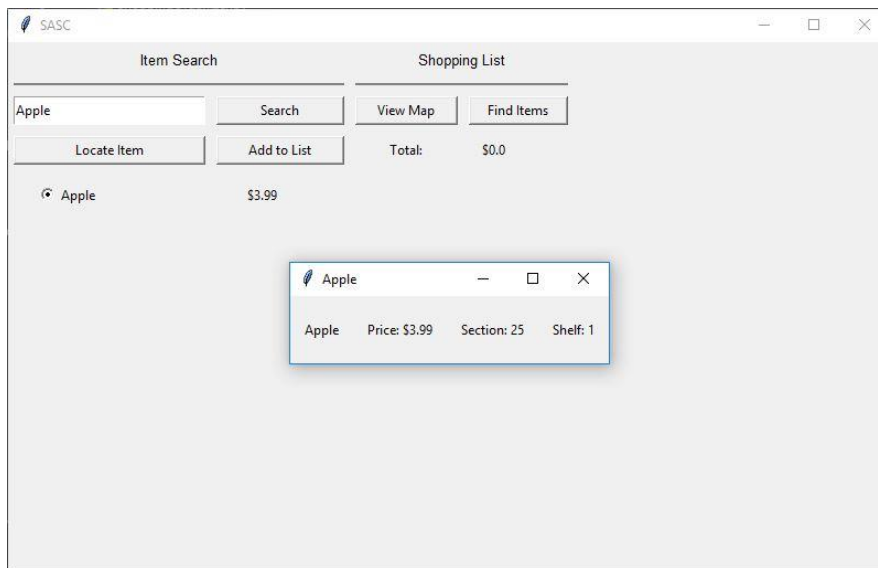 SASC
Item Search Shopping List
Apple Search View Map Find Items
Locate Item Add to List Total: $0.0
Apple $3.99
Apple
Apple Price: $3.99 Section: 25 Shelf: 1